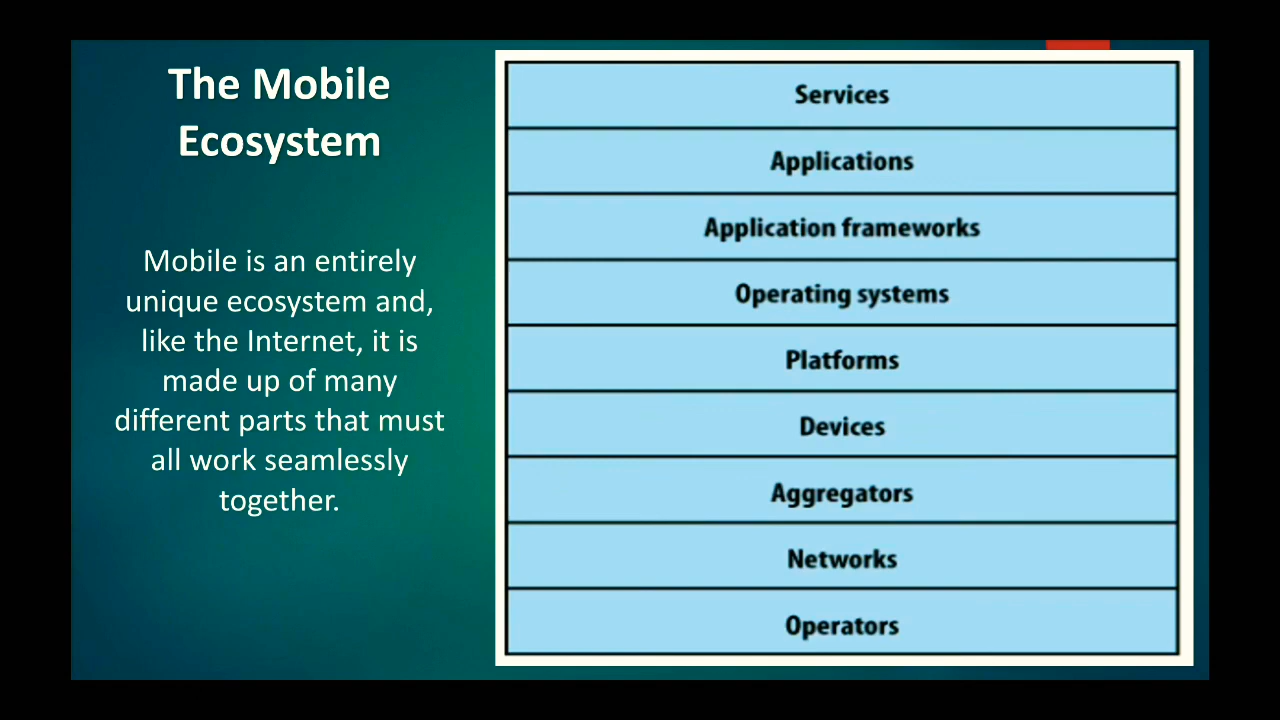 The Mobile
Ecosystem
Mobile is an entirely
unique ecosystem and,
like the Internet, it is
made up of many
different parts that must
all work seamlessly
together.
Services
Applications
Application frameworks
Operating systems
Platforms
Devices
Aggregators
Networks
Operators